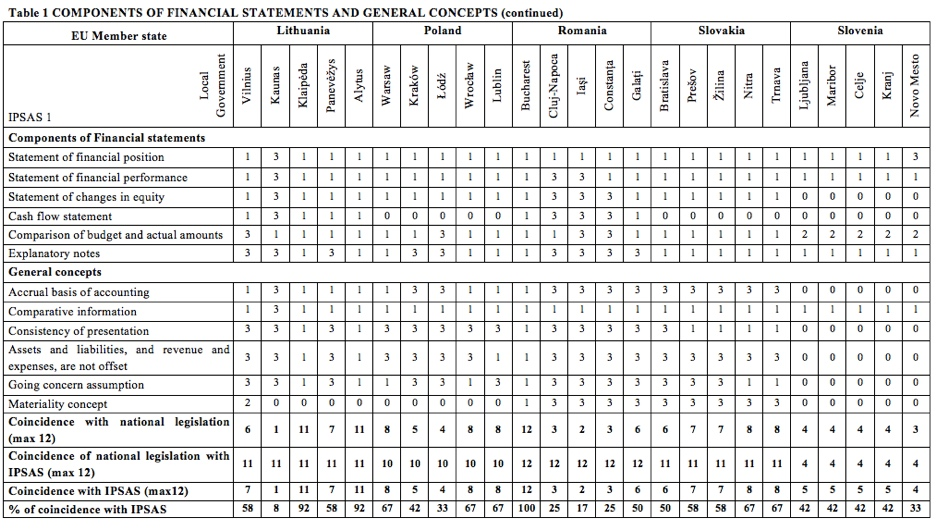 Table 1 COMPONENTS OF FINANCIAL STATEMENTS AND GENERAL CONCEPTS (continued)
EU Member state Lithuania Poland Romania Slovakia Slovenia
IPSAS 1 Local Government Vilnius Kaunas Klaipėda Panevėžys Alytus Warsaw Kraków Łódź Wrocław Lublin Bucharest Cluj-Napoca Iaşi Constanţa Galaţi Bratislava Prešov Žilina Nitra Trnava Ljubljana Maribor Celje Kranj Novo Mesto
Components of Financial statements
Statement of financial position 1 3 1 1 1 1 1 1 1 1 1 1 1 1 1 1 1 1 1 1 1 1 1 1 3
Statement of financial performance 1 3 1 1 1 1 1 1 1 1 1 3 3 1 1 1 1 1 1 1 1 1 1 1 1
Statement of changes in equity 1 3 1 1 1 1 1 1 1 1 1 3 3 3 1 1 1 1 1 1 0 0 0 0 0
Cash flow statement 1 3 1 1 1 0 0 0 0 0 1 3 3 3 1 0 0 0 0 0 0 0 0 0 0
Comparison of budget and actual amounts 3 1 1 1 1 1 1 3 1 1 1 1 3 3 1 1 1 1 1 1 2 2 2 2 2
Explanatory notes 3 3 1 3 1 1 3 3 1 1 1 3 3 3 3 1 1 1 1 1 1 1 1 1 1
General concepts
Accrual basis of accounting 1 3 1 1 1 1 3 3 1 1 1 3 3 3 3 3 3 3 3 3 0 0 0 0 0
Comparative information 1 3 1 1 1 1 1 1 1 1 1 1 1 1 1 1 1 1 1 1 1 1 1 1 1
Consistency of presentation 3 3 1 3 1 3 3 3 3 3 1 3 3 3 3 3 1 1 1 1 0 0 0 0 0
Assets and liabilities, and revenue and
expenses, are not offset 3 3 1 3 1 3 3 3 3 1 1 3 3 3 3 3 3 3 3 3 0 0 0 0 0
Going concern assumption 3 3 1 3 1 1 3 3 1 3 1 3 3 3 3 3 3 3 1 1 0 0 0 0 0
Materiality concept 2 0 0 0 0 0 0 0 0 0 1 3 3 3 3 3 3 3 3 3 0 0 0 0 0
Coincidence with national legislation
(max 12) 6 1 11 7 11 8 5 4 8 8 12 3 2 3 6 6 7 7 8 8 4 4 4 4 3
Coincidence of national legislation with
IPSAS (max 12) 11 11 11 11 11 10 10 10 10 10 12 12 12 12 12 11 11 11 11 11 4 4 4 4 4
Coincidence with IPSAS (max12) 7 1 11 7 11 8 5 4 8 8 12 3 2 3 6 6 7 7 8 8 5 5 5 5 4
% of coincidence with IPSAS 58 8 92 58 92 67 42 33 67 67 100 25 17 25 50 50 58 58 67 67 42 42 42 42 33